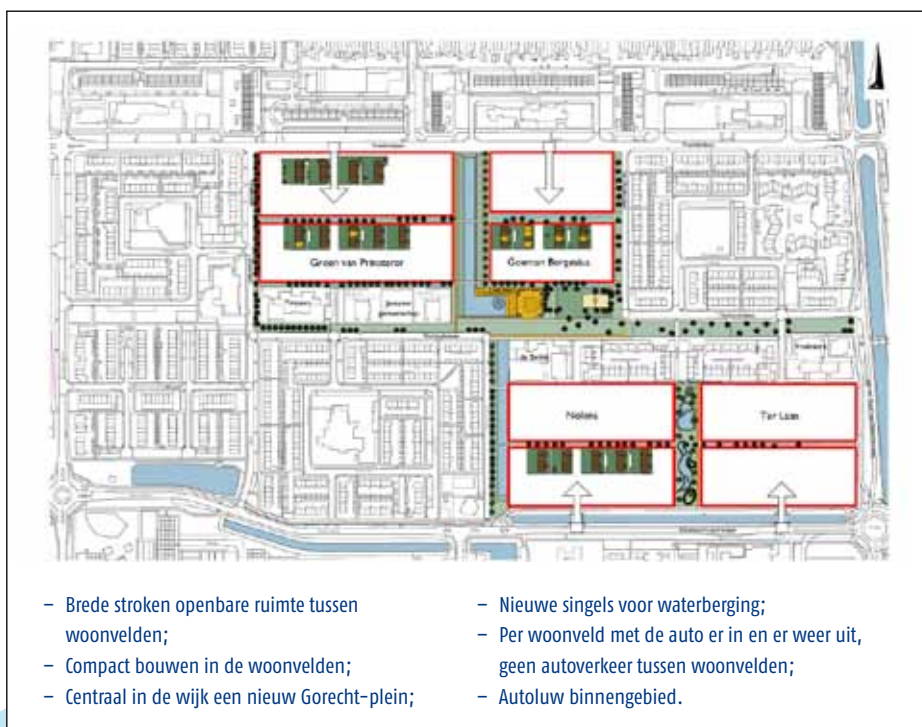 Groen van Prinsterer
Goeman Borgesius
Nolens
Ter Laan
– Brede stroken openbare ruimte tussen
woonvelden;
– Compact bouwen in de woonvelden;
– Centraal in de wijk een nieuw Gorecht-plein;
– Nieuwe singels voor waterberging;
– Per woonveld met de auto er in en er weer uit,
geen autoverkeer tussen woonvelden;
– Autoluw binnengebied.